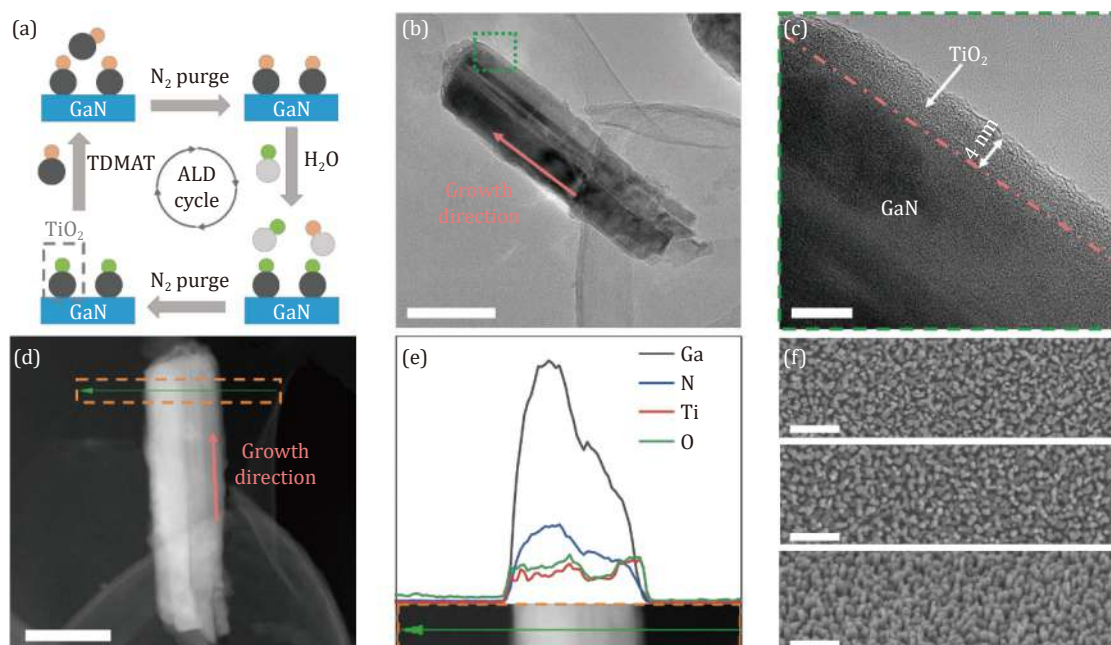 (a)
N₂ purge
GaN
GaN
TDMAT
ALD
cycle
H₂O
TiO₂
N₂ purge
GaN
GaN
(b)
Growth
direction
(c)
TiO₂
4 nm
GaN
(d)
Growth
direction
(e)
Ga
N
Ti
O
(f)